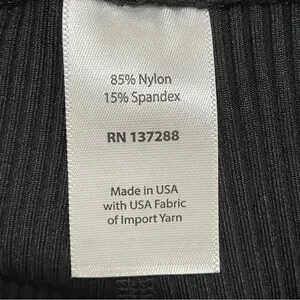 85% Nylon
15% Spandex
RN 137288
Made in USA
with USA Fabric
of Import Yarn